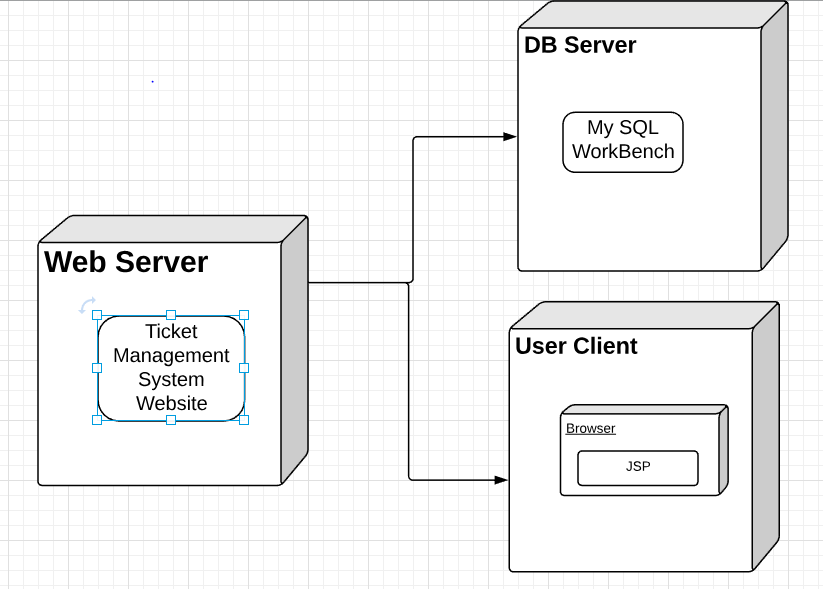 DB Server
My SQL
WorkBench
Web Server
Ticket
Management
System
Website
User Client
Browser
JSP